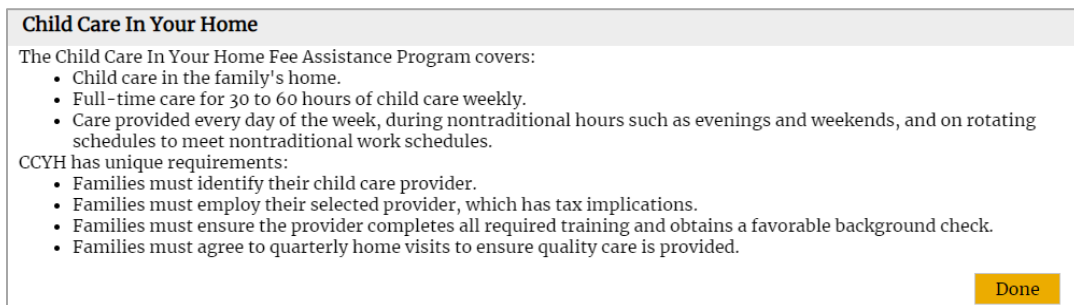 Child Care In Your Home
The Child Care In Your Home Fee Assistance Program covers:
• Child care in the family's home.
• Full-time care for 30 to 60 hours of child care weekly.
• Care provided every day of the week, during nontraditional hours such as evenings and weekends, and on rotating
schedules to meet nontraditional work schedules.
CCYH has unique requirements:
• Families must identify their child care provider.
• Families must employ their selected provider, which has tax implications.
• Families must ensure the provider completes all required training and obtains a favorable background check.
• Families must agree to quarterly home visits to ensure quality care is provided.
Done